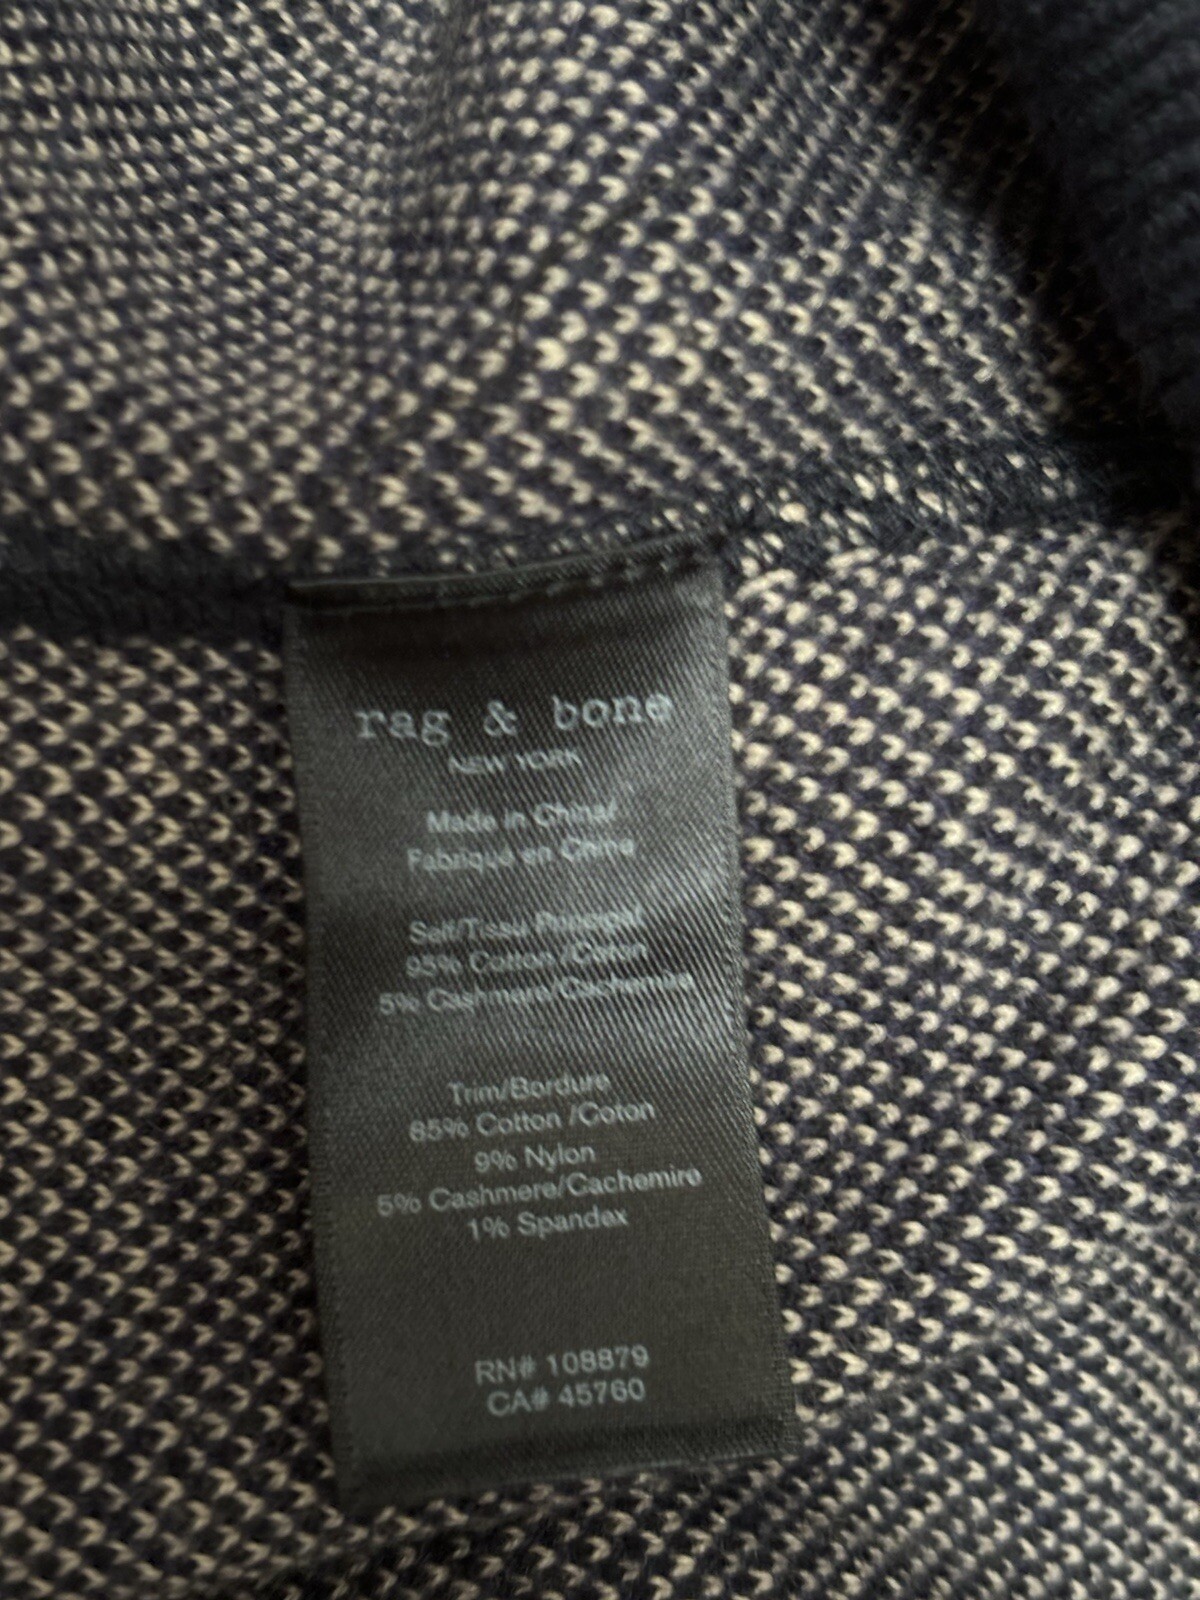 rag & bone
NEW YORK
Made in China/
Fabriqué en Chine
Self/Tissu Principal
95% Cotton /Coton
5% Cashmere/Cachemire
Trim/Bordure
85% Cotton /Coton
9% Nylon
5% Cashmere/Cachemire
1% Spandex
RN# 108879
CA# 45760